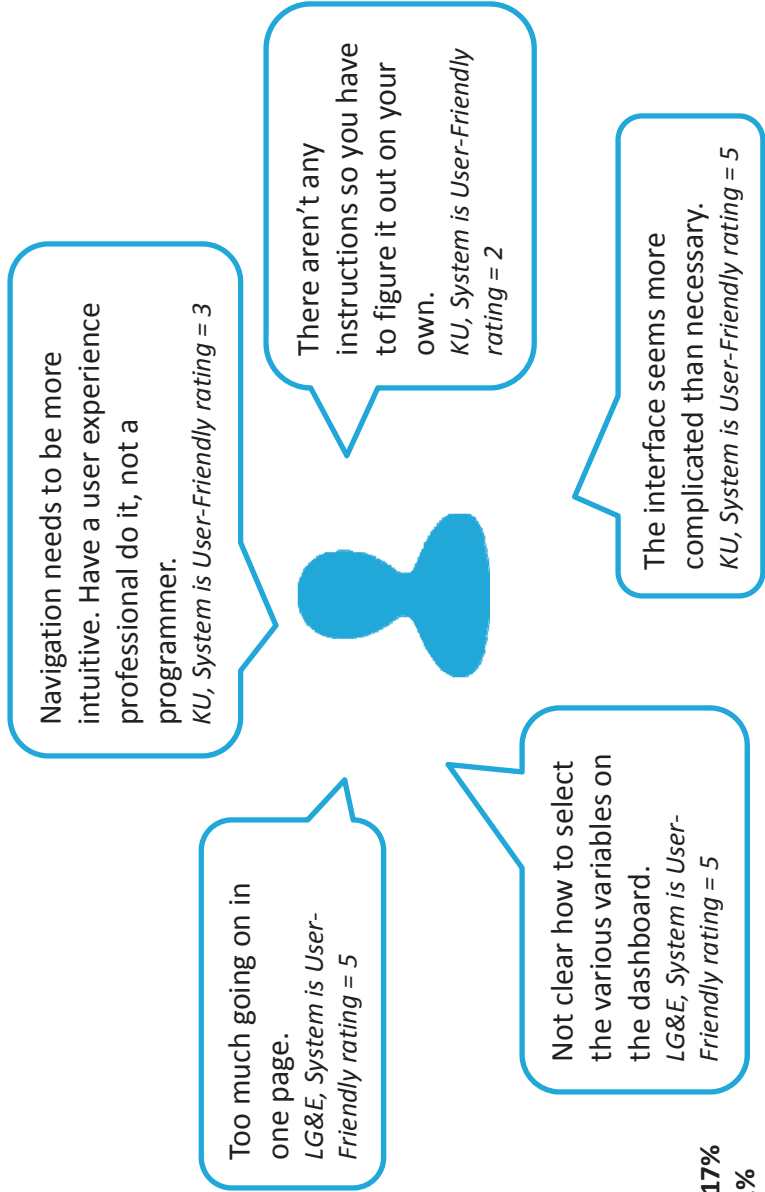 Navigation needs to be more
intuitive. Have a user experience
professional do it, not a
programmer.
KU, System is User-Friendly rating = 3
Too much going on in
one page.
LG&E, System is User-
Friendly rating = 5
There aren't any
instructions so you have
to figure it out on your
own.
KU, System is User-Friendly
rating = 2
Not clear how to select
the various variables on
the dashboard.
LG&E, System is User-
Friendly rating = 5
The interface seems more
complicated than necessary.
KU, System is User-Friendly rating = 5
17%
%